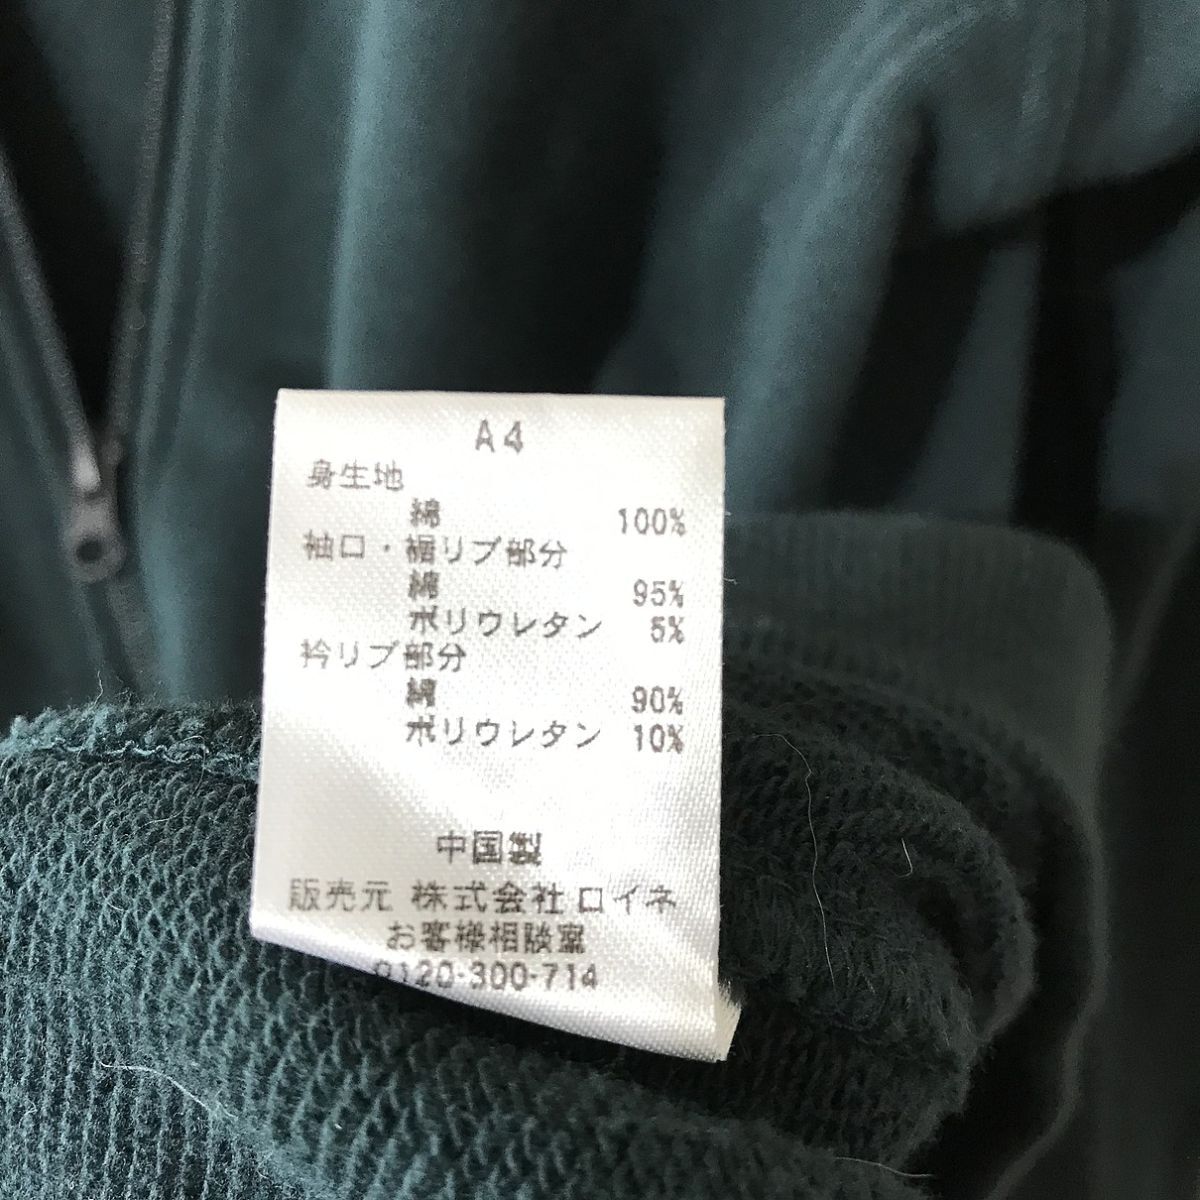 A4
身生地
綿 100%
袖口・裾リブ部分
綿 95%
ポリウレタン 5%
衿リブ部分
綿 90%
ポリウレタン 10%
中国製
販売元 株式会社 ロイネ
お客様相談室
0120-300-714